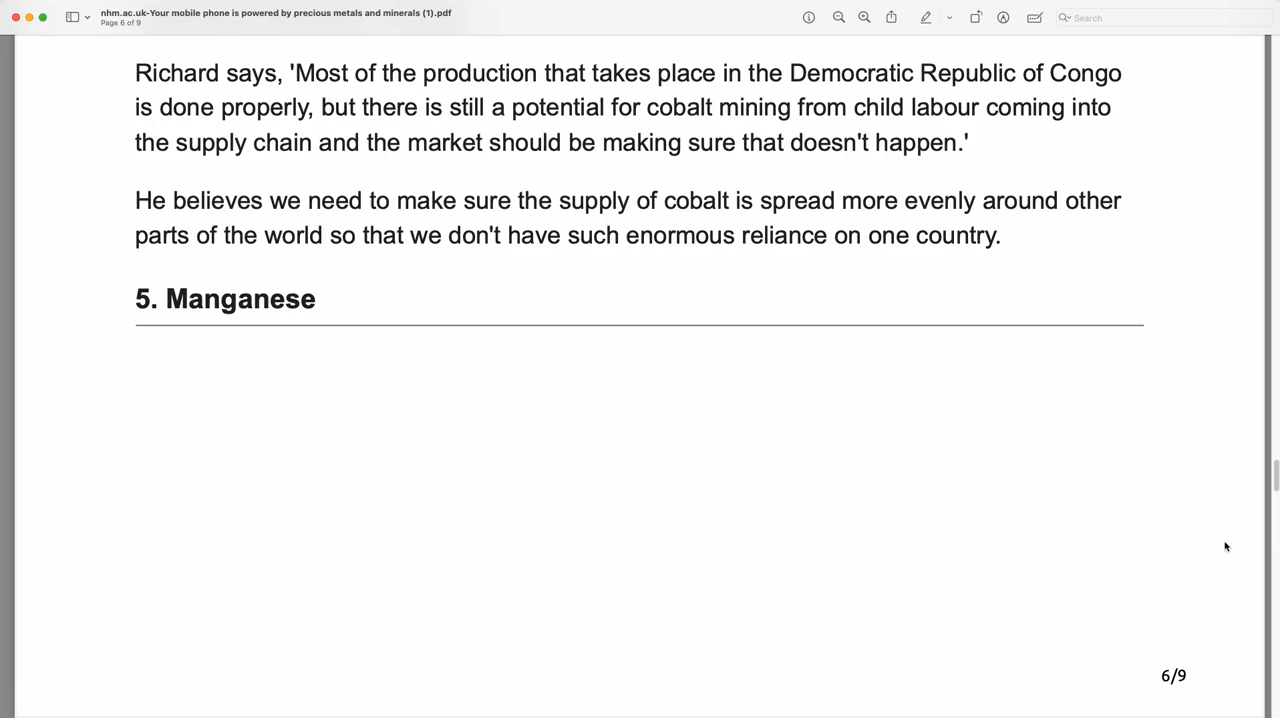 nhm.ac.uk-Your mobile phone is powered by precious metals and minerals (1).pdf
Page 6 of 9
Search
Richard says, 'Most of the production that takes place in the Democratic Republic of Congo
is done properly, but there is still a potential for cobalt mining from child labour coming into
the supply chain and the market should be making sure that doesn't happen.'
He believes we need to make sure the supply of cobalt is spread more evenly around other
parts of the world so that we don't have such enormous reliance on one country.
5. Manganese
6/9